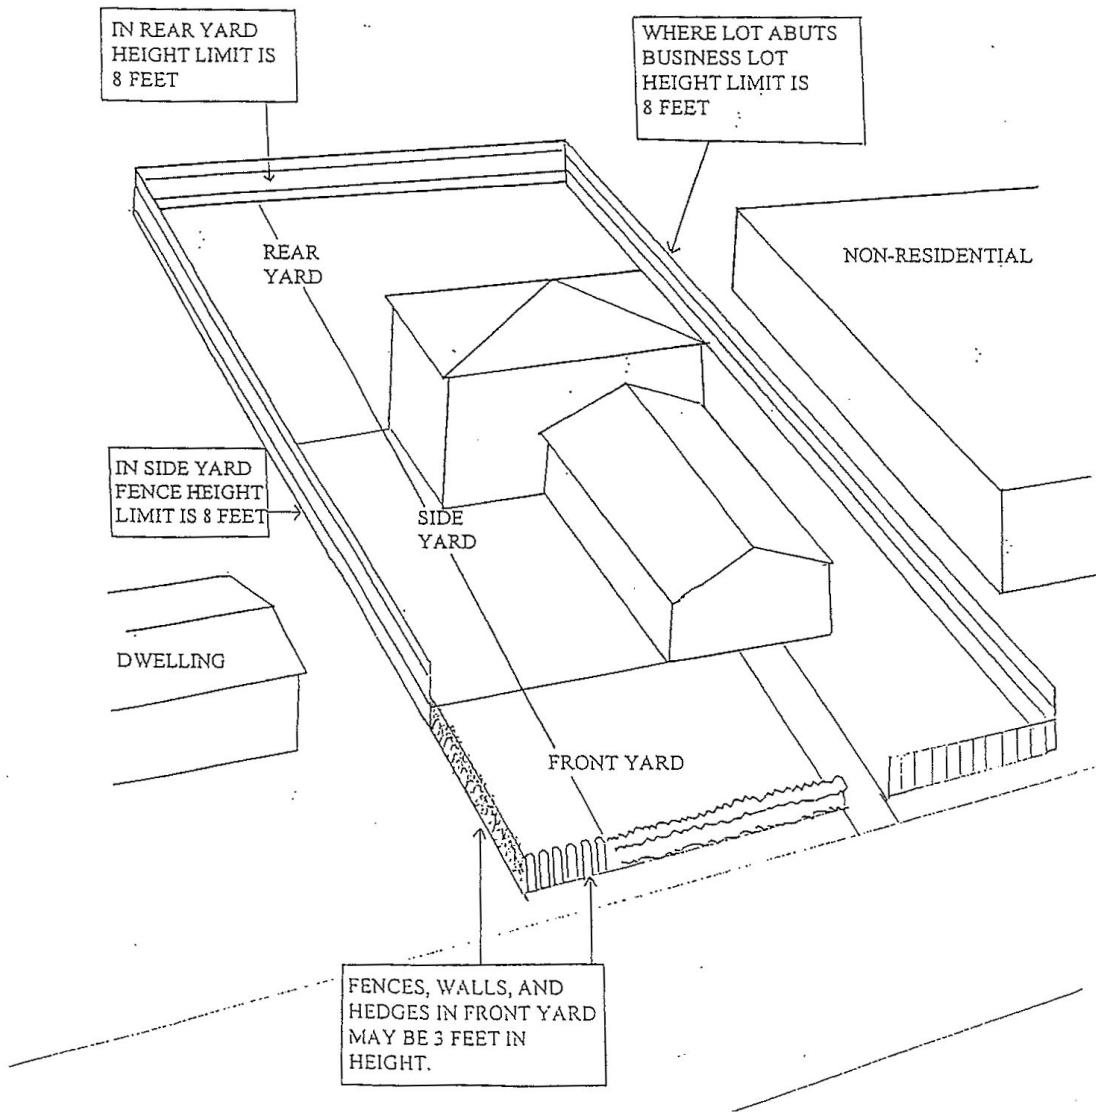 IN REAR YARD
HEIGHT LIMIT IS
8 FEET
WHERE LOT ABUTS
BUSINESS LOT
HEIGHT LIMIT IS
8 FEET
REAR
YARD
NON-RESIDENTIAL
IN SIDE YARD
FENCE HEIGHT
LIMIT IS 8 FEET
SIDE
YARD
DWELLING
FRONT YARD
FENCES, WALLS, AND
HEDGES IN FRONT YARD
MAY BE 3 FEET IN
HEIGHT.